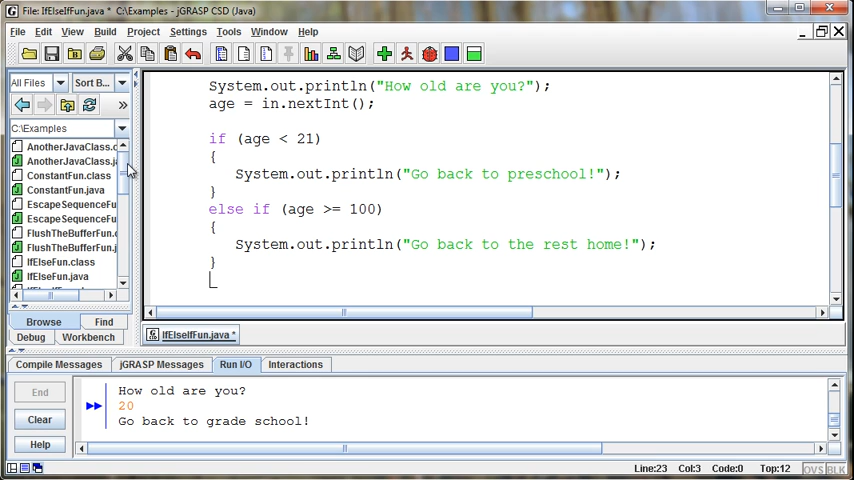 File: IfElseIfFun.java * C:\Examples - jGRASP CSD (Java)
File Edit View Build Project Settings Tools Window Help
All Files Sort B...
C:\Examples
AnotherJavaClass.c
AnotherJavaClass.ja
ConstantFun.class
ConstantFun.java
EscapeSequenceFu
EscapeSequenceFu
FlushTheBufferFun.c
FlushTheBufferFun.j
IfElseFun.class
IfElseFun.java
Browse Find
Debug Workbench
System.out.println("How old are you?");
age = in.nextInt();
if (age < 21)
{
System.out.println("Go back to preschool!");
}
else if (age >= 100)
{
System.out.println("Go back to the rest home!");
}
IfElseIfFun.java *
Compile Messages jGRASP Messages Run I/O Interactions
End
Clear
Help
How old are you?
20
Go back to grade school!
Line:23 Col:3 Code:0 Top:12 OVS BLK